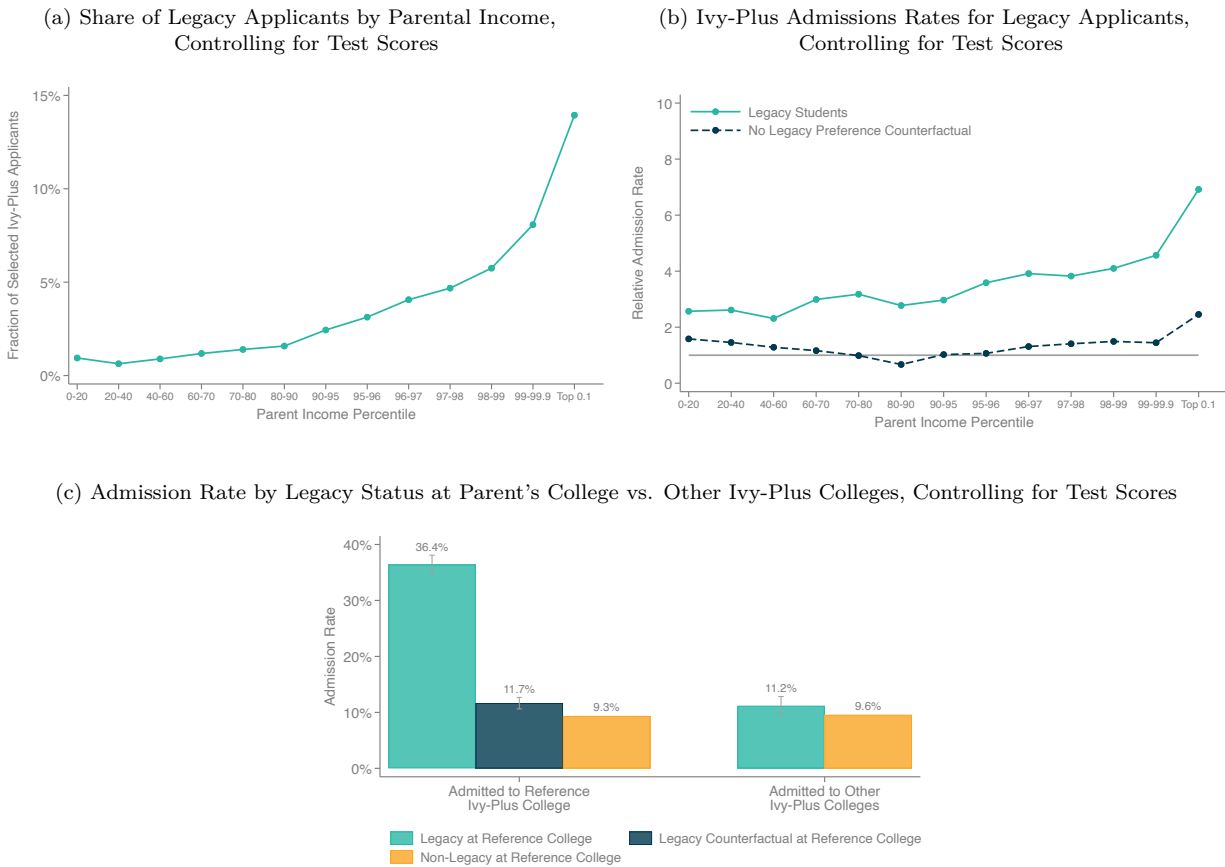 (a) Share of Legacy Applicants by Parental Income,
Controlling for Test Scores
Fraction of Selected Ivy-Plus Applicants
15%
10%
5%
0%
0-20 20-40 40-60 60-70 70-80 80-90 90-95 95-96 96-97 97-98 98-99 99-99.9 Top 0.1
Parent Income Percentile
(b) Ivy-Plus Admissions Rates for Legacy Applicants,
Controlling for Test Scores
Relative Admission Rate
10
8
6
4
2
0
Legacy Students
No Legacy Preference Counterfactual
0-20 20-40 40-60 60-70 70-80 80-90 90-95 95-96 96-97 97-98 98-99 99-99.9 Top 0.1
Parent Income Percentile
(c) Admission Rate by Legacy Status at Parent's College vs. Other Ivy-Plus Colleges, Controlling for Test Scores
Admission Rate
40%
30%
20%
10%
0%
36.4%
11.7%
9.3%
11.2%
9.6%
Admitted to Reference
Ivy-Plus College
Admitted to Other
Ivy-Plus Colleges
Legacy at Reference College
Legacy Counterfactual at Reference College
Non-Legacy at Reference College